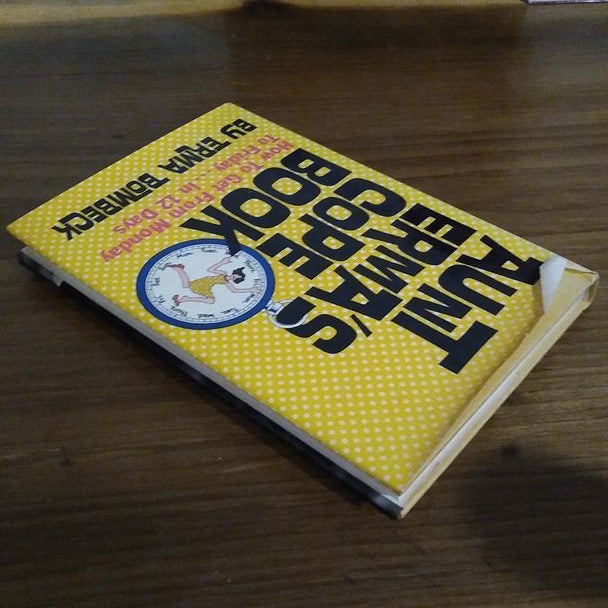 AUNT
ERMA'S
COPE
BOOK
How to Get From Monday
To Friday... In 12 Days
BY ERMA BOMBECK